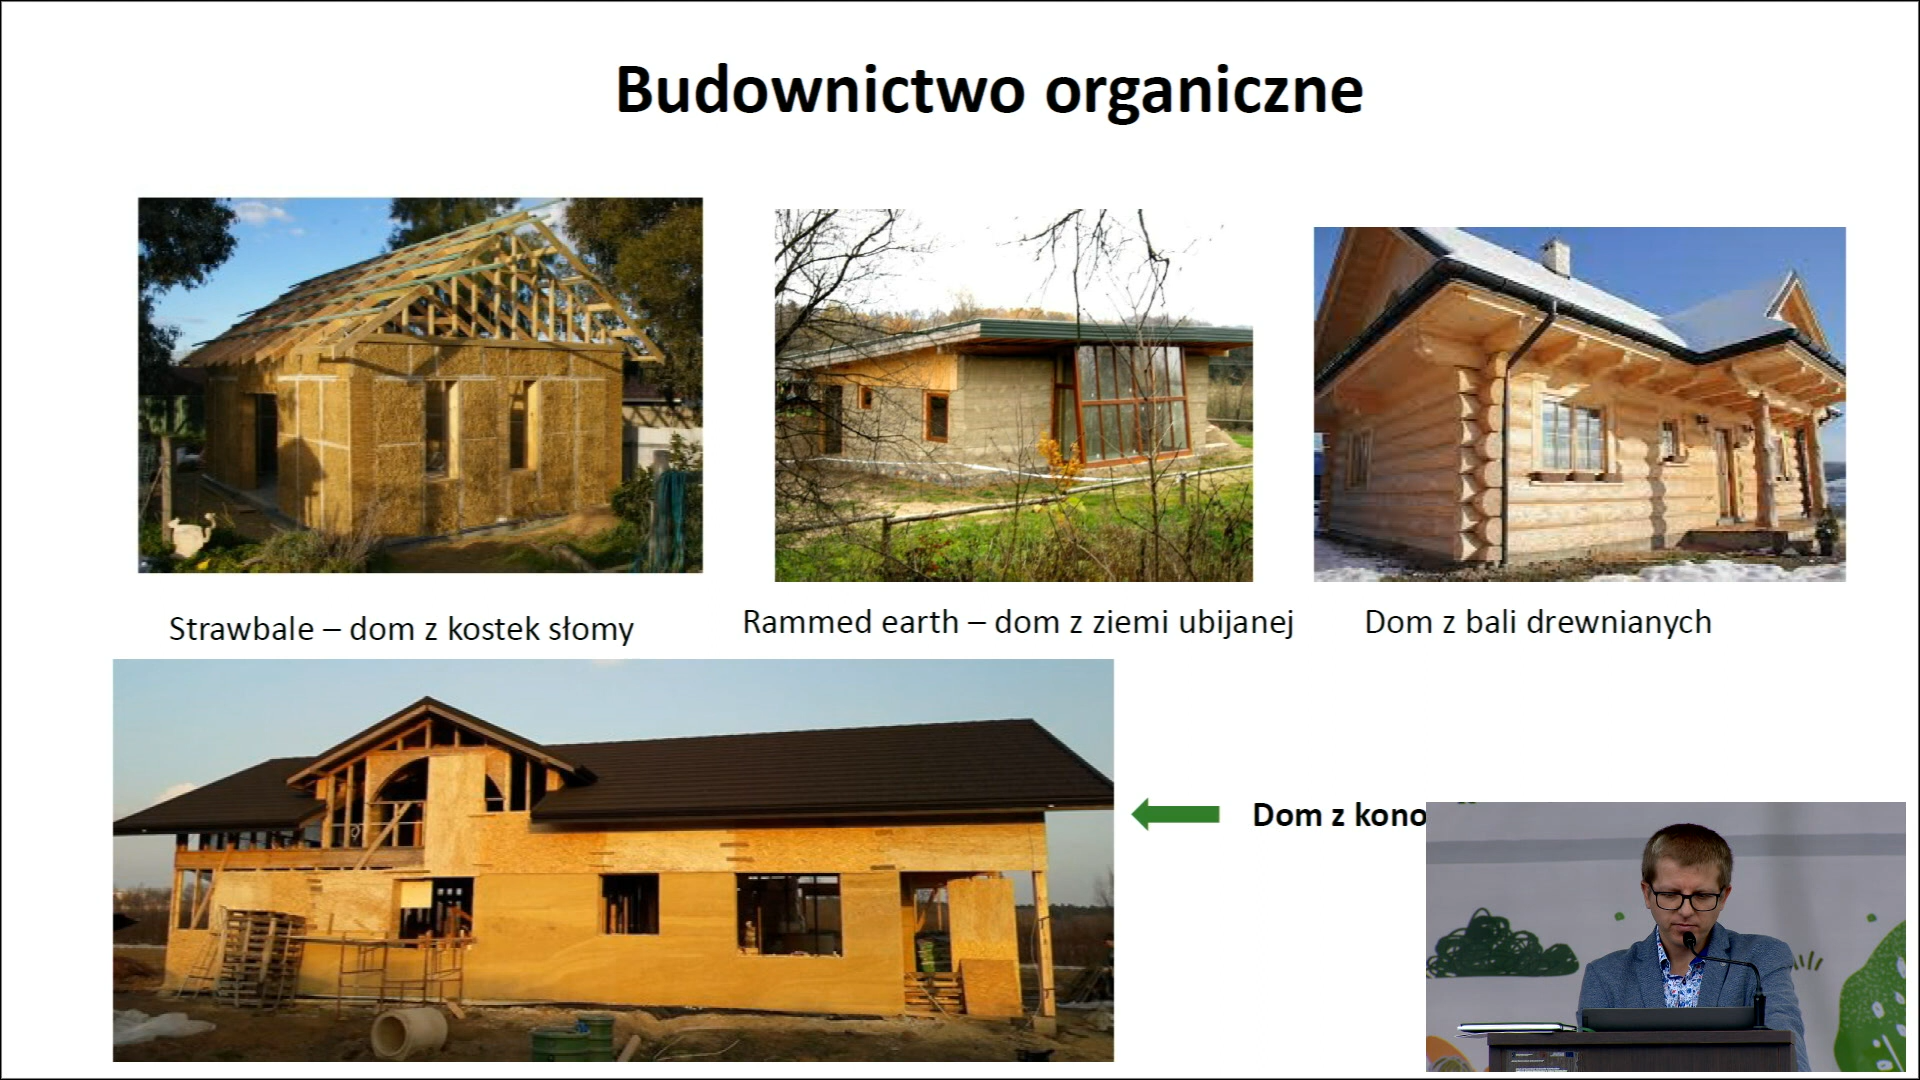 Budownictwo organiczne
Strawbale – dom z kostek słomy
Rammed earth – dom z ziemi ubijanej
Dom z bali drewnianych
Dom z kono